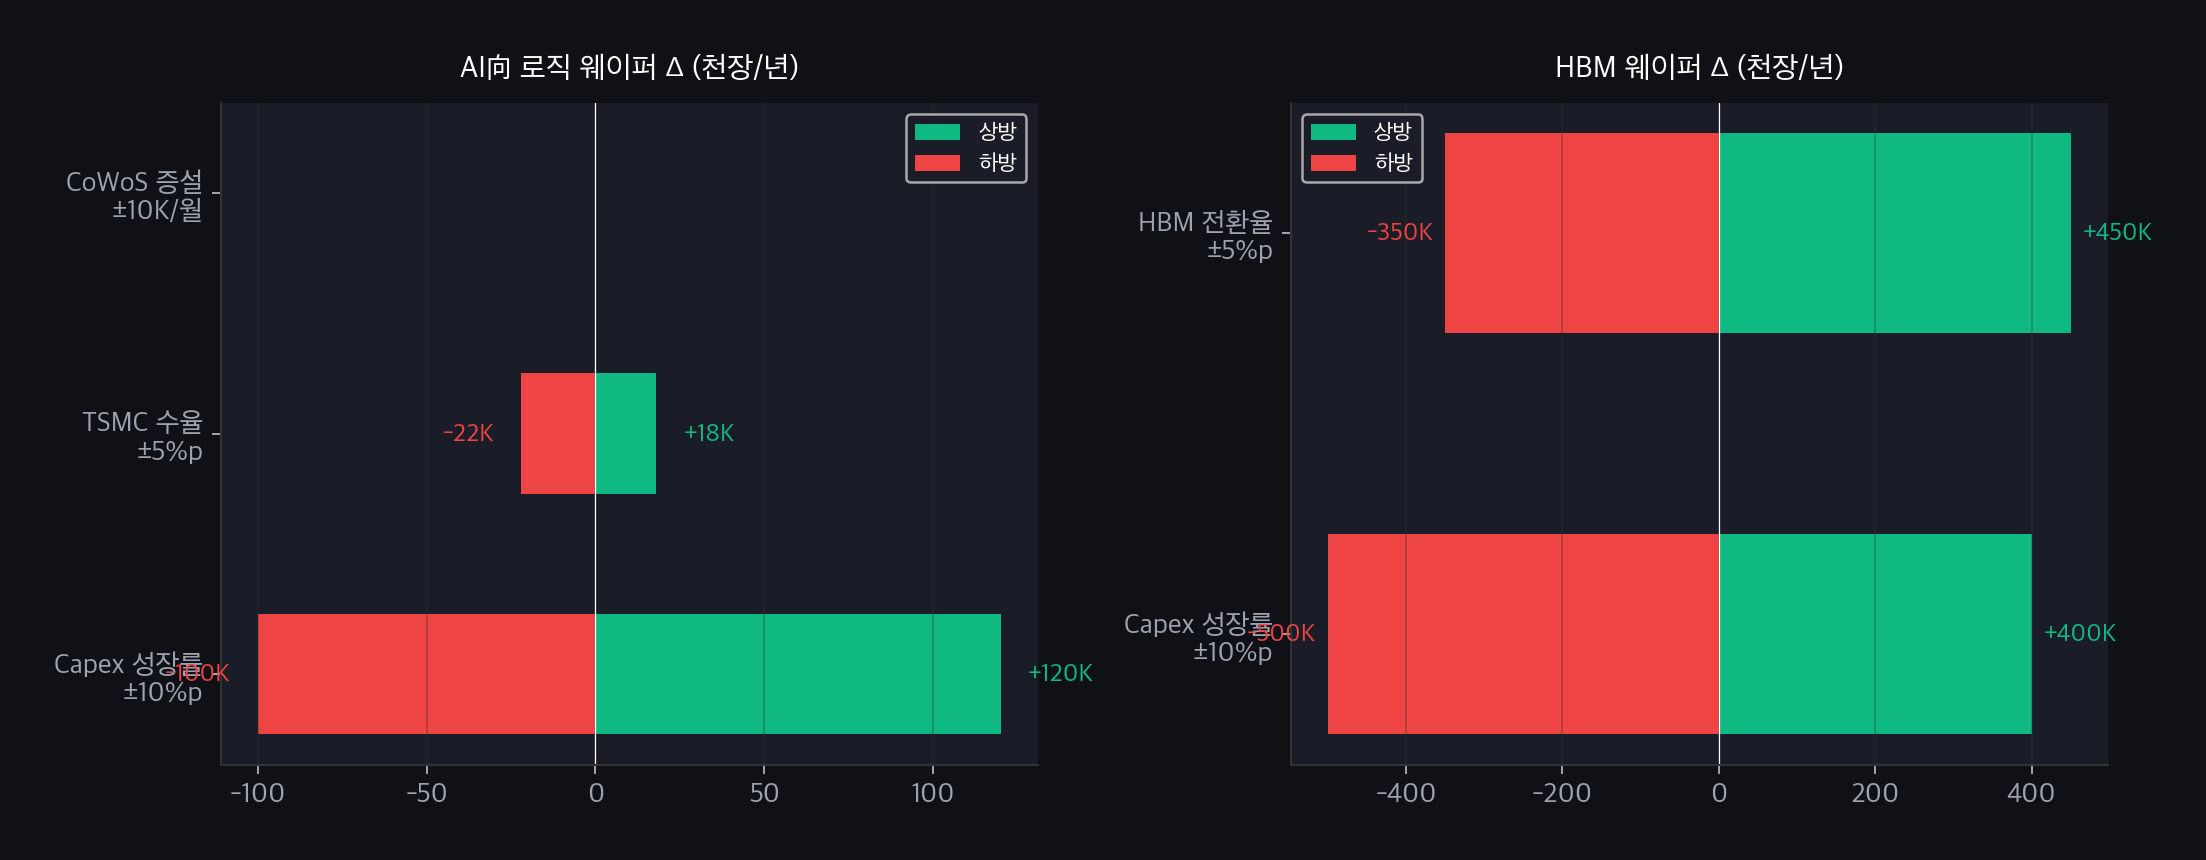 AI向 로직 웨이퍼 Δ (천장/년)
상방
하방
CoWoS 증설
±10K/월
TSMC 수율
±5%p
-22K
+18K
Capex 성장률
±10%p
-100K
+120K
-100
-50
0
50
100
HBM 웨이퍼 Δ (천장/년)
상방
하방
HBM 전환율
±5%p
-350K
+450K
Capex 성장률
±10%p
-500K
+400K
-400
-200
0
200
400